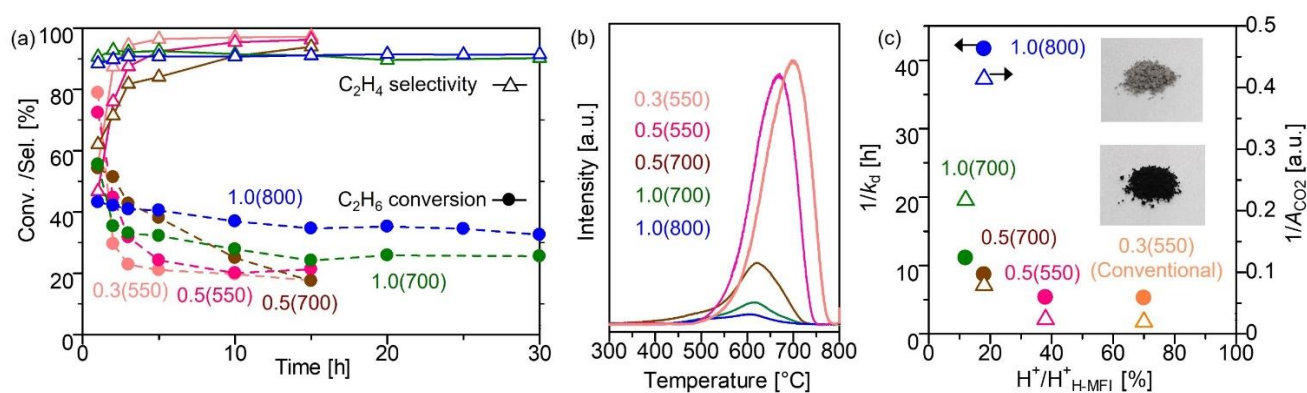 (a)
100
80
60
40
20
0
Conv. /Sel. [%]
C2H4 selectivity
C2H6 conversion
1.0(800)
1.0(700)
0.3(550)
0.5(550)
0.5(700)
0 10 20 30
Time [h]
(b)
Intensity [a.u.]
0.3(550)
0.5(550)
0.5(700)
1.0(700)
1.0(800)
300 400 500 600 700 800
Temperature [°C]
(c)
40
30
20
10
0
1/kd [h]
1.0(800)
1.0(700)
0.5(700)
0.5(550)
0.3(550)
(Conventional)
0 20 40 60 80 100
H+/H+H-MFI [%]
0.5
0.4
0.3
0.2
0.1
0
1/ACO2 [a.u.]